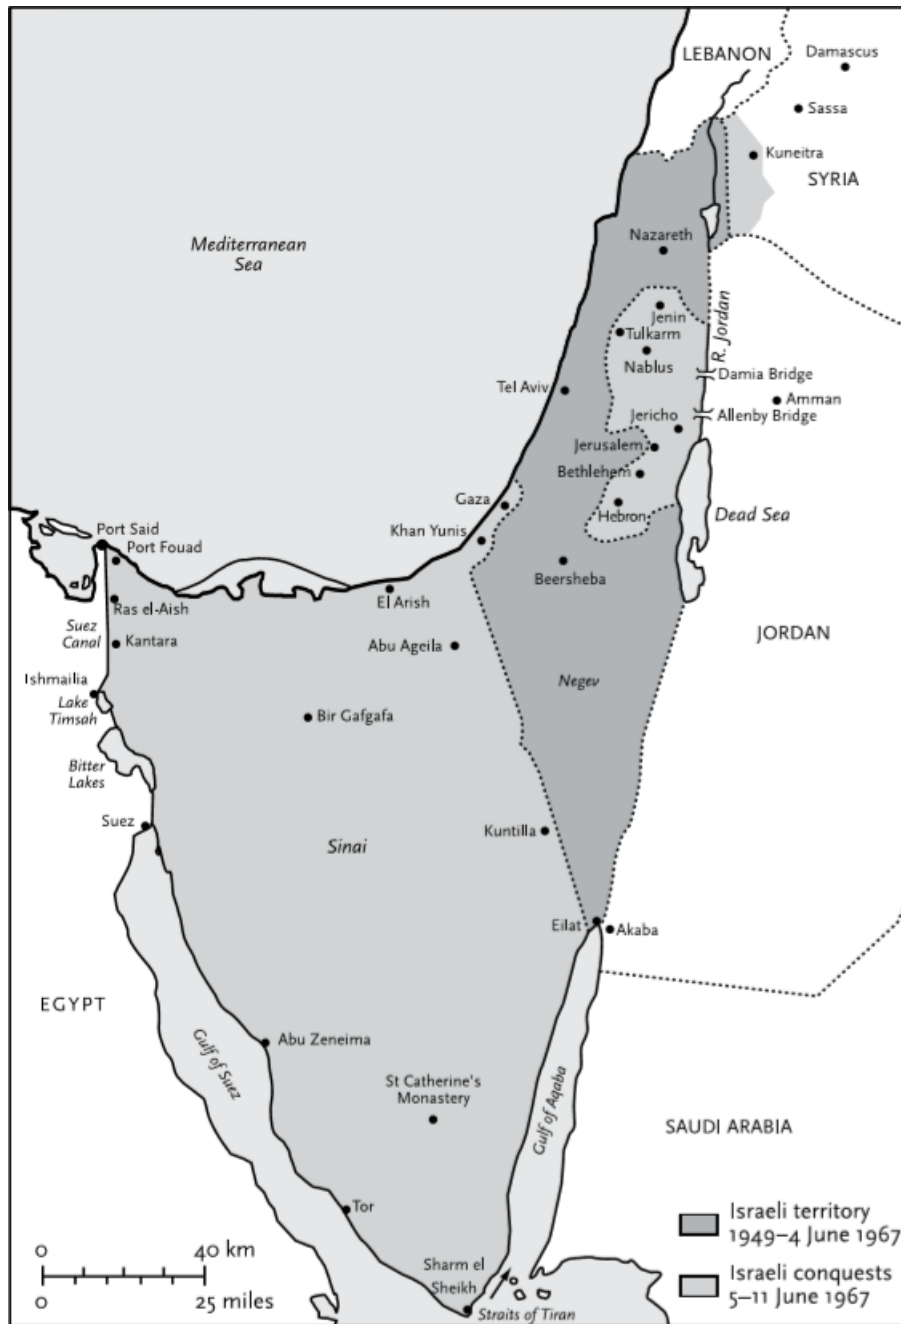 LEBANON
Damascus
Sassa
Kuneitra
SYRIA
Mediterranean
Sea
Nazareth
Jenin
Tulkarm
Nablus
R. Jordan
Damia Bridge
Tel Aviv
Amman
Jericho
Allenby Bridge
Jerusalem
Bethlehem
Gaza
Hebron
Dead Sea
Khan Yunis
Port Said
Port Fouad
Beersheba
El Arish
Ras el-Aish
Suez
Canal
Kantara
Abu Ageila
JORDAN
Ishmailia
Lake
Timsah
Negev
Bir Gafgafa
Bitter
Lakes
Suez
Kuntilla
Sinai
Eilat
Akaba
EGYPT
Gulf of Suez
Abu Zeneima
St Catherine's
Monastery
Gulf of Aqaba
SAUDI ARABIA
Tor
Israeli territory
1949–4 June 1967
0 40 km
0 25 miles
Sharm el
Sheikh
Straits of Tiran
Israeli conquests
5–11 June 1967